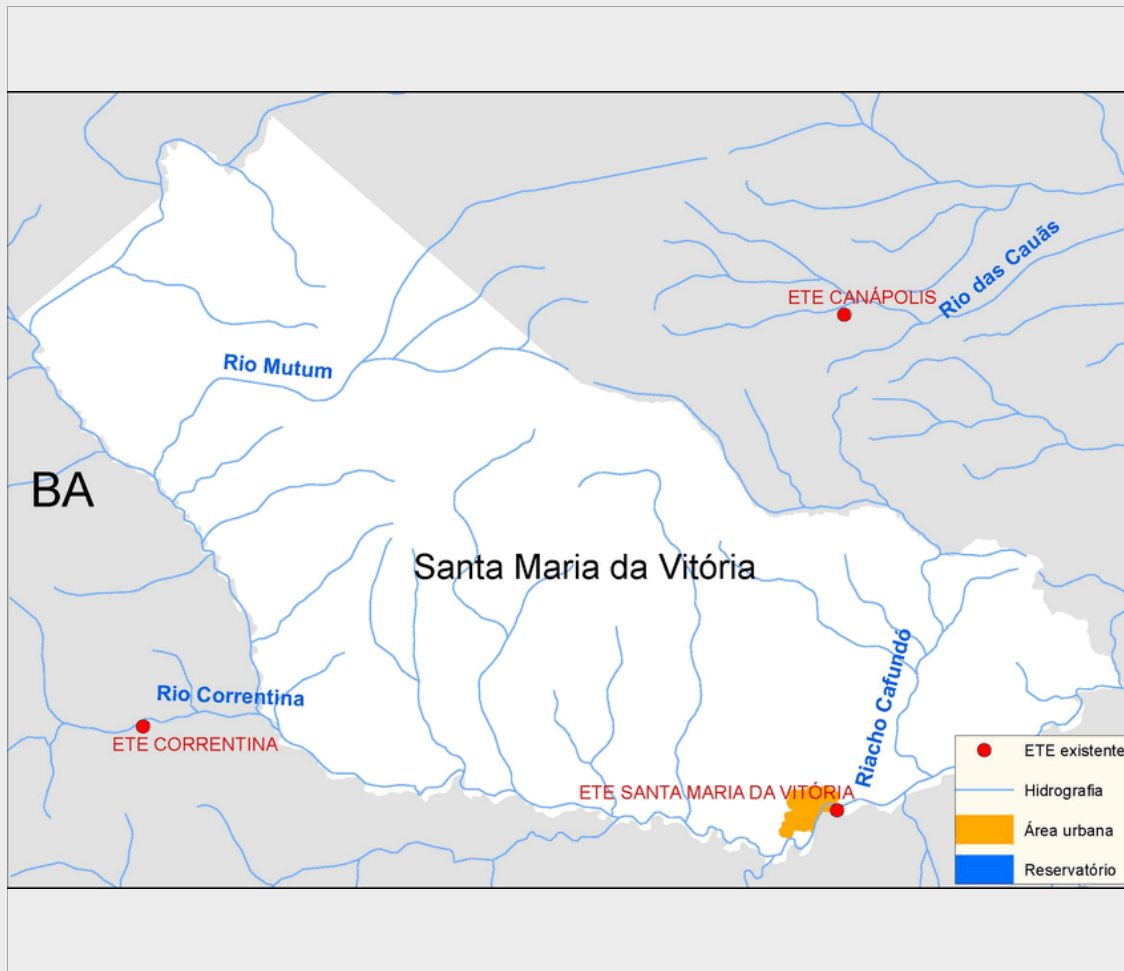 Rio das Cauãs
ETE CANÁPOLIS
Rio Mutum
BA
Santa Maria da Vitória
Riacho Cafundó
Rio Correntina
ETE CORRENTINA
ETE SANTA MARIA DA VITÓRIA
ETE existente
Hidrografia
Área urbana
Reservatório